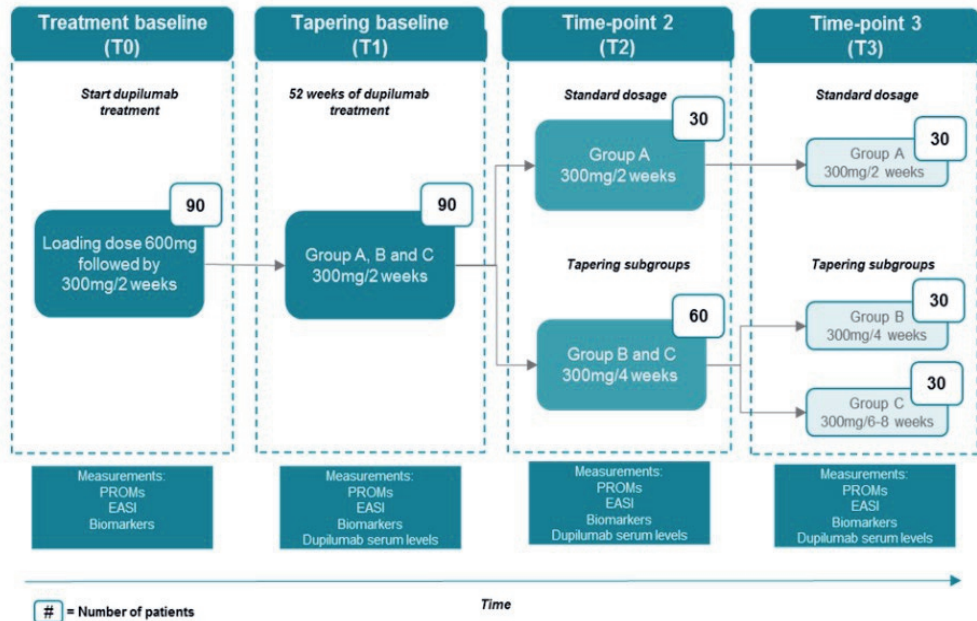 Treatment baseline
(T0)
Start dupilumab
treatment
90
Loading dose 600mg
followed by
300mg/2 weeks
Measurements:
PROMs
EASI
Biomarkers
Tapering baseline
(T1)
52 weeks of dupilumab
treatment
90
Group A, B and C
300mg/2 weeks
Measurements:
PROMs
EASI
Biomarkers
Dupilumab serum levels
Time-point 2
(T2)
Standard dosage
30
Group A
300mg/2 weeks
Tapering subgroups
60
Group B and C
300mg/4 weeks
Measurements:
PROMs
EASI
Biomarkers
Dupilumab serum levels
Time-point 3
(T3)
Standard dosage
30
Group A
300mg/2 weeks
Tapering subgroups
30
Group B
300mg/4 weeks
30
Group C
300mg/6-8 weeks
Measurements:
PROMs
EASI
Biomarkers
Dupilumab serum levels
Time
# = Number of patients